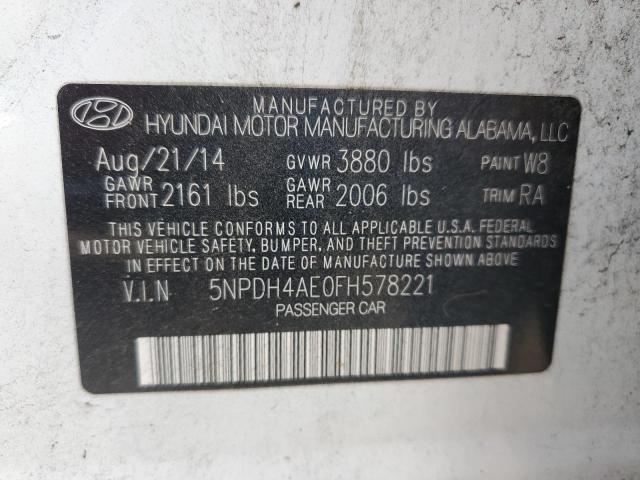 MANUFACTURED BY
HYUNDAI MOTOR MANUFACTURING ALABAMA, LLC
Aug/21/14 GVWR 3880 lbs PAINT W8
GAWR FRONT 2161 lbs GAWR REAR 2006 lbs TRIM RA
THIS VEHICLE CONFORMS TO ALL APPLICABLE U.S.A. FEDERAL
MOTOR VEHICLE SAFETY, BUMPER, AND THEFT PREVENTION STANDARDS
IN EFFECT ON THE DATE OF MANUFACTURE SHOWN ABOVE.
V.I.N 5NPDH4AE0FH578221
PASSENGER CAR